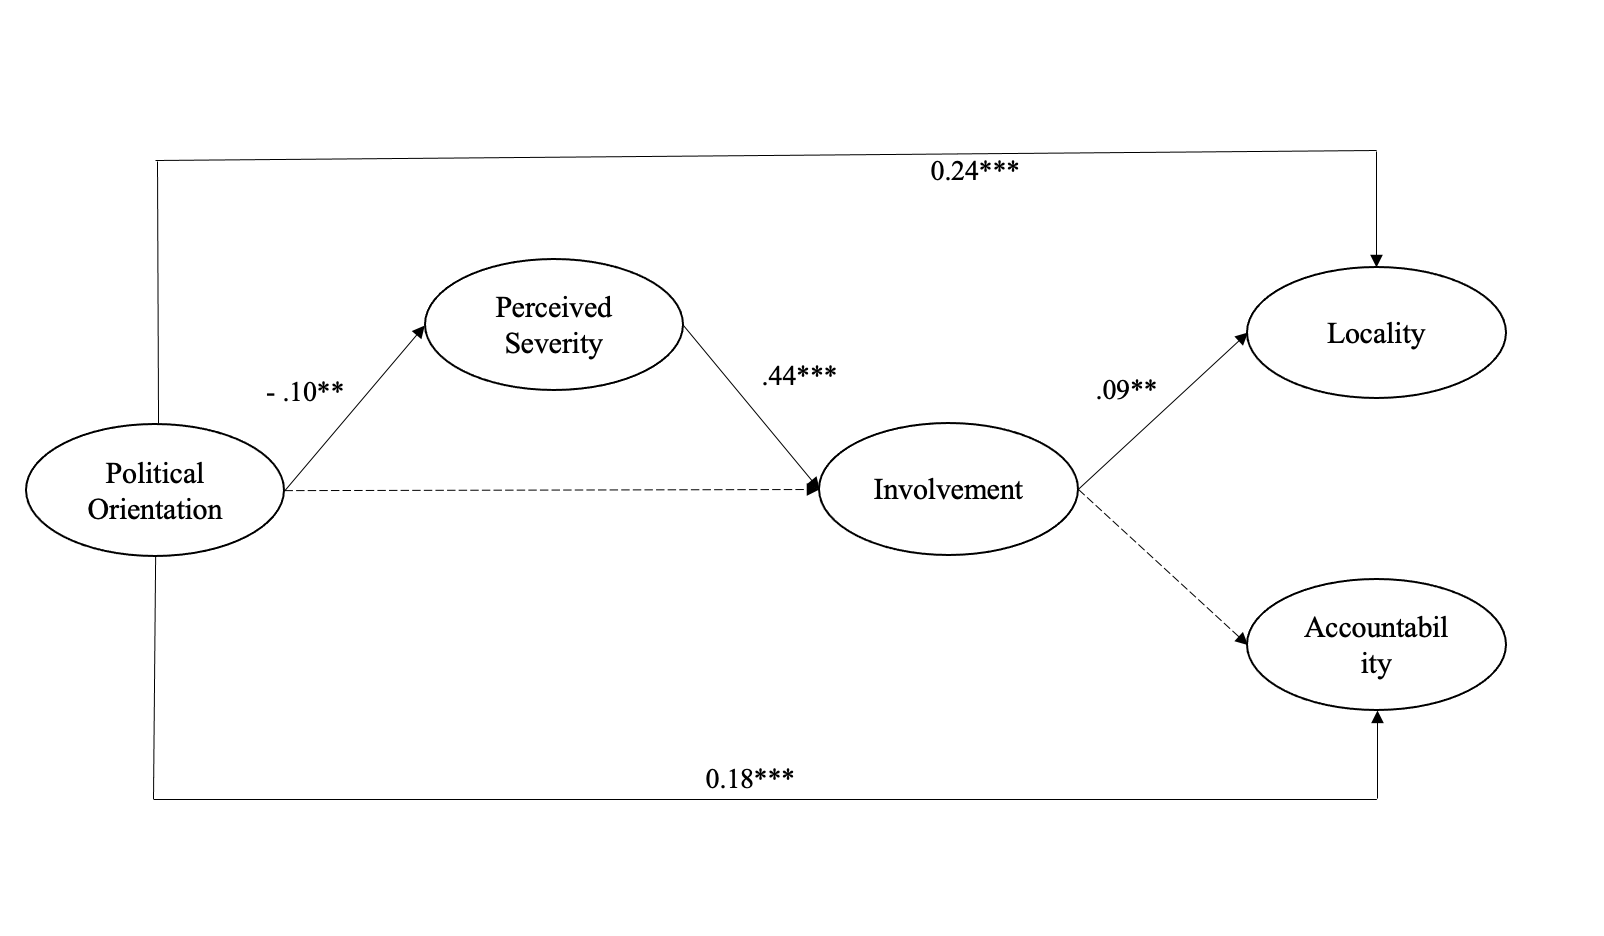 0.24***
Perceived
Severity
Locality
.44***
- .10**
.09**
Political
Orientation
Involvement
Accountabil
ity
0.18***